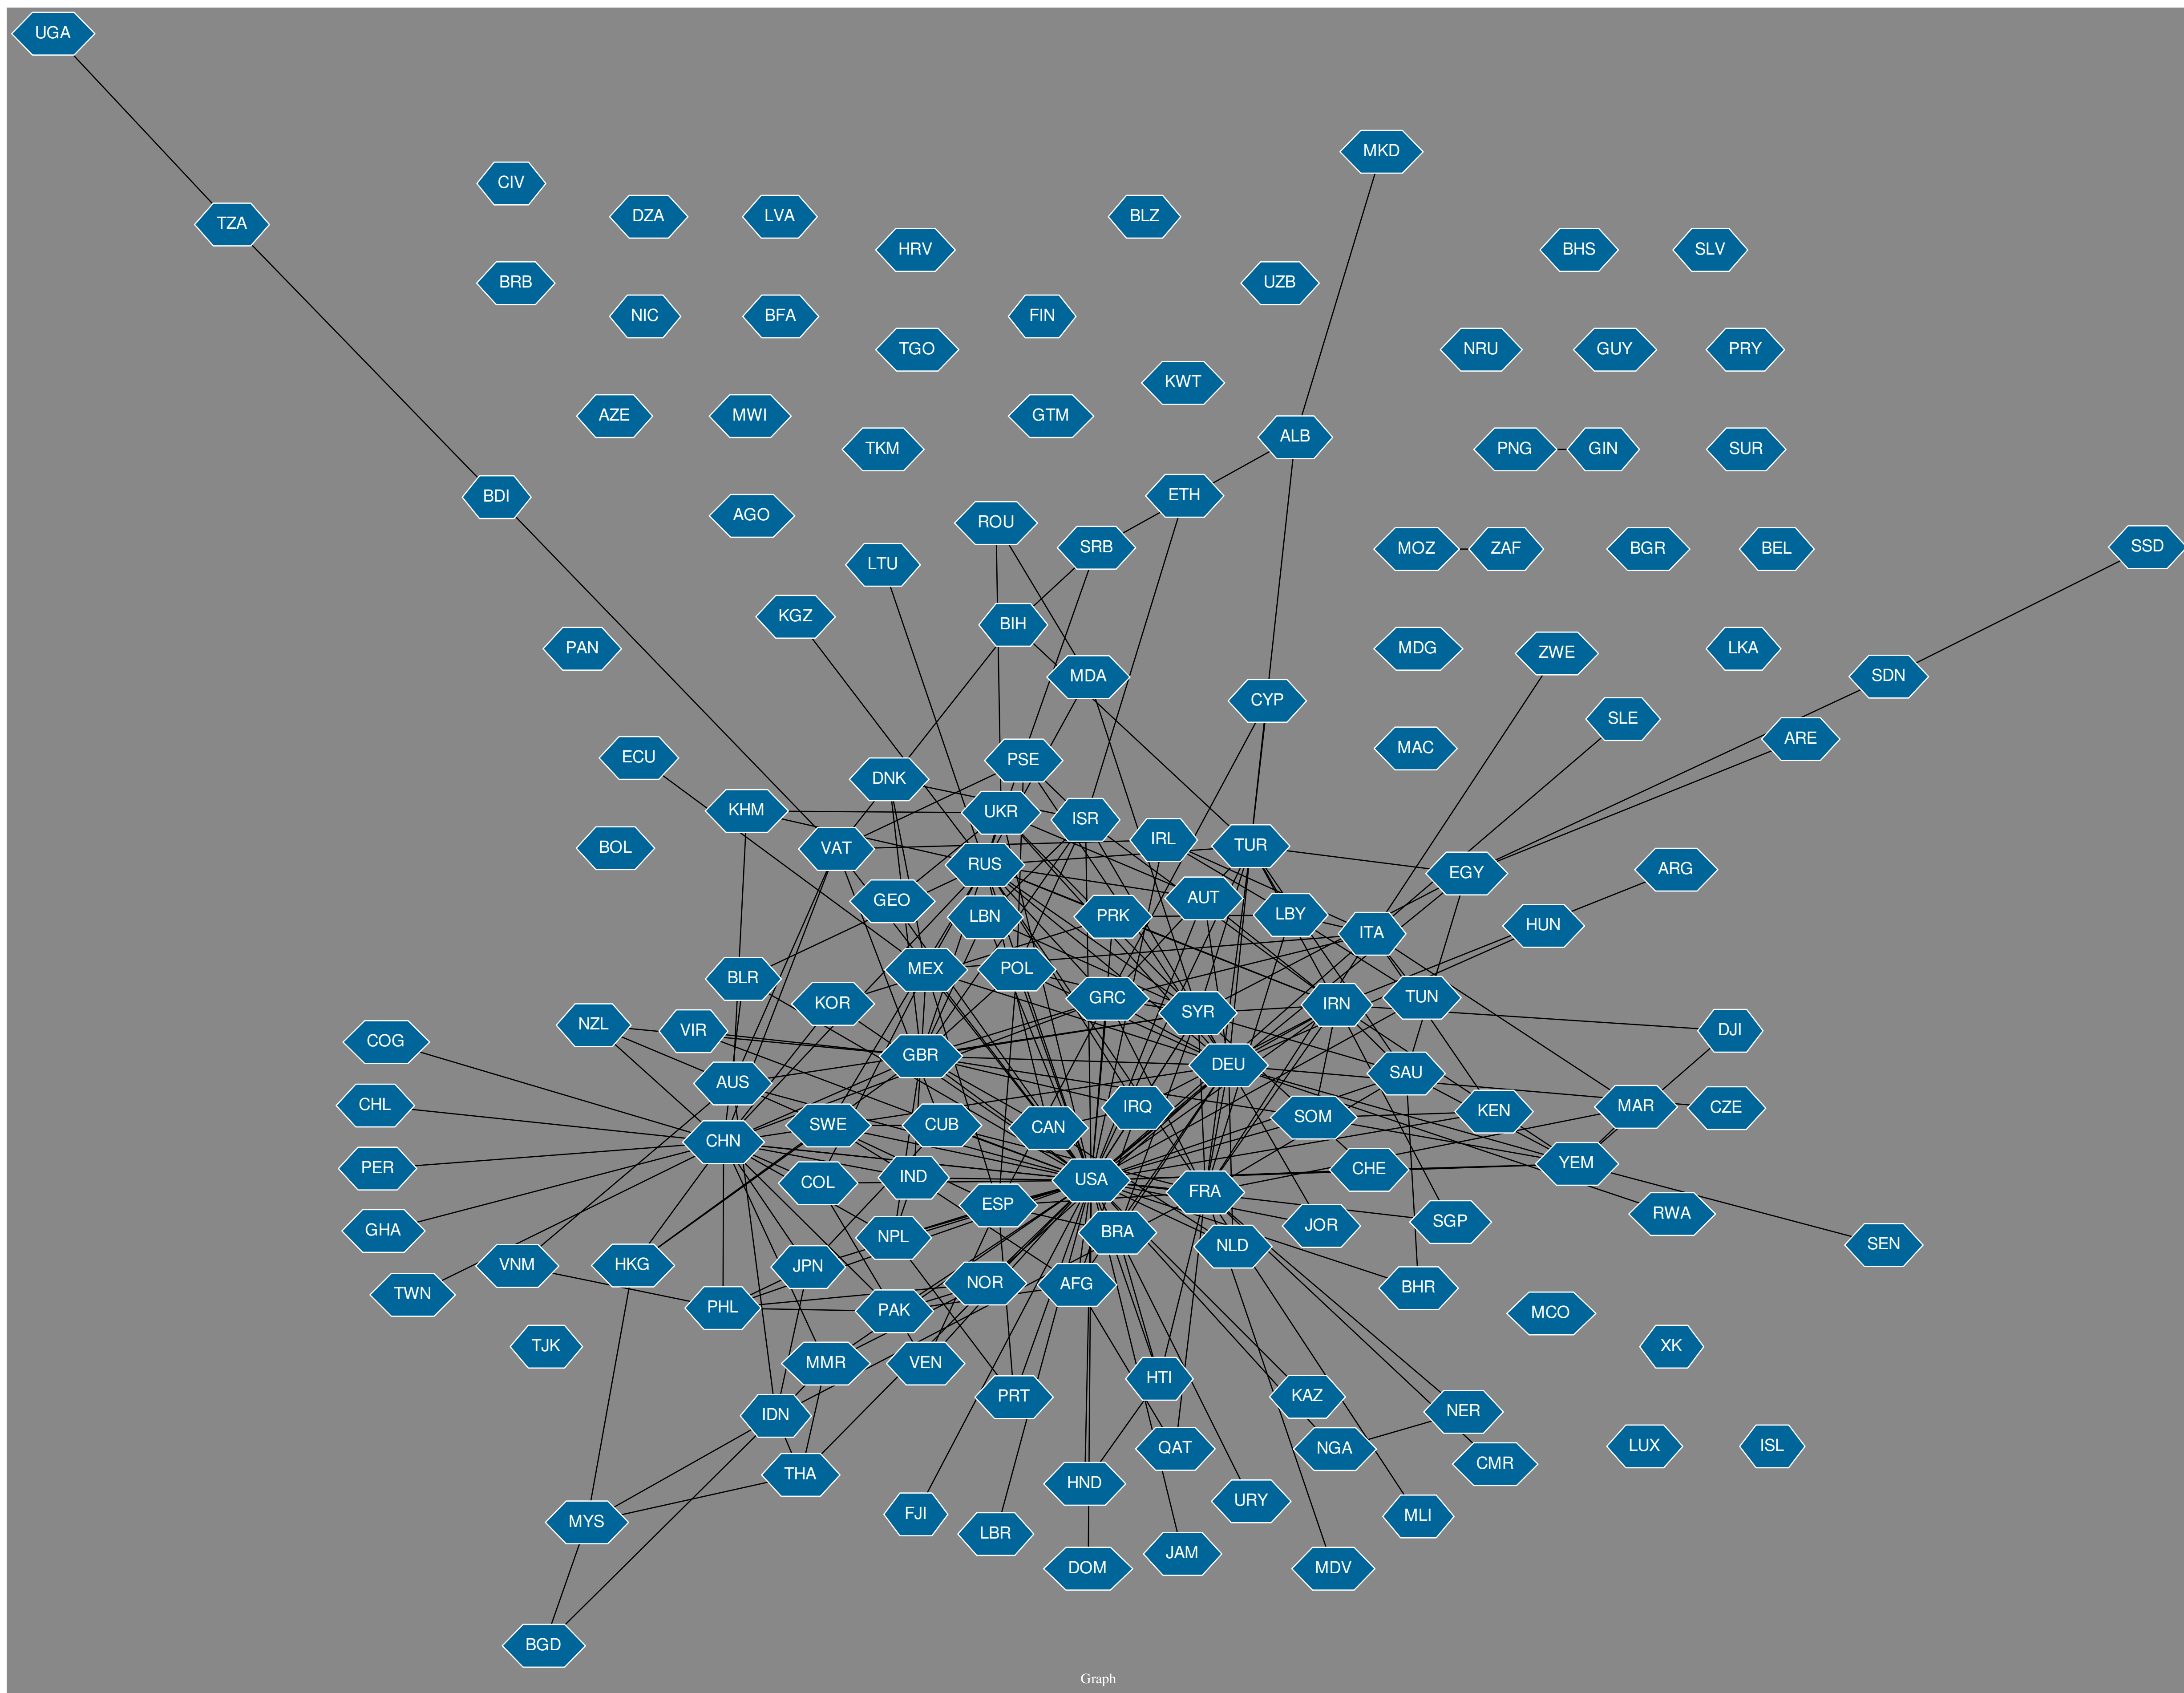 UGA
MKD
CIV
DZA
LVA
BLZ
TZA
HRV
BHS
SLV
BRB
UZB
NIC
BFA
FIN
TGO
NRU
GUY
PRY
KWT
AZE
MWI
GTM
ALB
TKM
PNG
GIN
SUR
BDI
ETH
AGO
ROU
SRB
MOZ
ZAF
BGR
BEL
SSD
LTU
KGZ
BIH
PAN
MDG
ZWE
LKA
MDA
SDN
CYP
SLE
ARE
MAC
ECU
PSE
DNK
KHM
UKR
ISR
IRL
TUR
BOL
VAT
RUS
EGY
ARG
GEO
AUT
LBN
PRK
LBY
HUN
ITA
BLR
MEX
POL
GRC
TUN
KOR
SYR
IRN
NZL
VIR
DJI
COG
GBR
DEU
AUS
SAU
CHL
IRQ
SOM
KEN
MAR
CZE
SWE
CUB
CAN
CHN
PER
COL
IND
USA
FRA
CHE
YEM
ESP
GHA
NPL
BRA
NLD
JOR
SGP
RWA
SEN
VNM
HKG
JPN
TWN
PHL
PAK
NOR
AFG
BHR
MCO
TJK
XK
MMR
VEN
PRT
HTI
KAZ
NER
IDN
THA
QAT
NGA
CMR
LUX
ISL
HND
MYS
FJI
LBR
URY
MLI
JAM
DOM
MDV
BGD
Graph